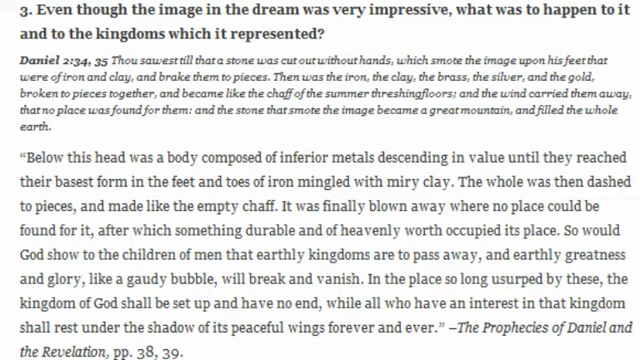 3. Even though the image in the dream was very impressive, what was to happen to it
and to the kingdoms which it represented?
Daniel 2:34, 35 Thou sawest till that a stone was cut out without hands, which smote the image upon his feet that
were of iron and clay, and brake them to pieces. Then was the iron, the clay, the brass, the silver, and the gold,
broken to pieces together, and became like the chaff of the summer threshingfloors; and the wind carried them away,
that no place was found for them: and the stone that smote the image became a great mountain, and filled the whole
earth.
“Below this head was a body composed of inferior metals descending in value until they reached
their basest form in the feet and toes of iron mingled with miry clay. The whole was then dashed
to pieces, and made like the empty chaff. It was finally blown away where no place could be
found for it, after which something durable and of heavenly worth occupied its place. So would
God show to the children of men that earthly kingdoms are to pass away, and earthly greatness
and glory, like a gaudy bubble, will break and vanish. In the place so long usurped by these, the
kingdom of God shall be set up and have no end, while all who have an interest in that kingdom
shall rest under the shadow of its peaceful wings forever and ever.” –The Prophecies of Daniel and
the Revelation, pp. 38, 39.